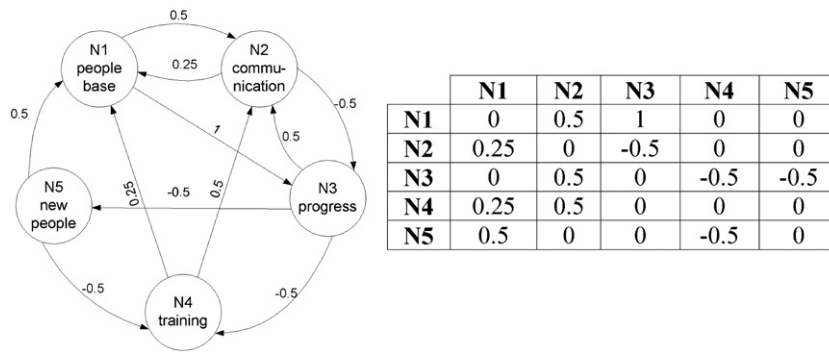 0.5
N1
people
base
N2
commu-
nication
0.25
-0.5
0.5
1
0.5
N3
progress
0.25
0.5
-0.5
N5
new
people
-0.5
-0.5
N4
training
N1 N2 N3 N4 N5
N1 0 0.5 1 0 0
N2 0.25 0 -0.5 0 0
N3 0 0.5 0 -0.5 -0.5
N4 0.25 0.5 0 0 0
N5 0.5 0 0 -0.5 0